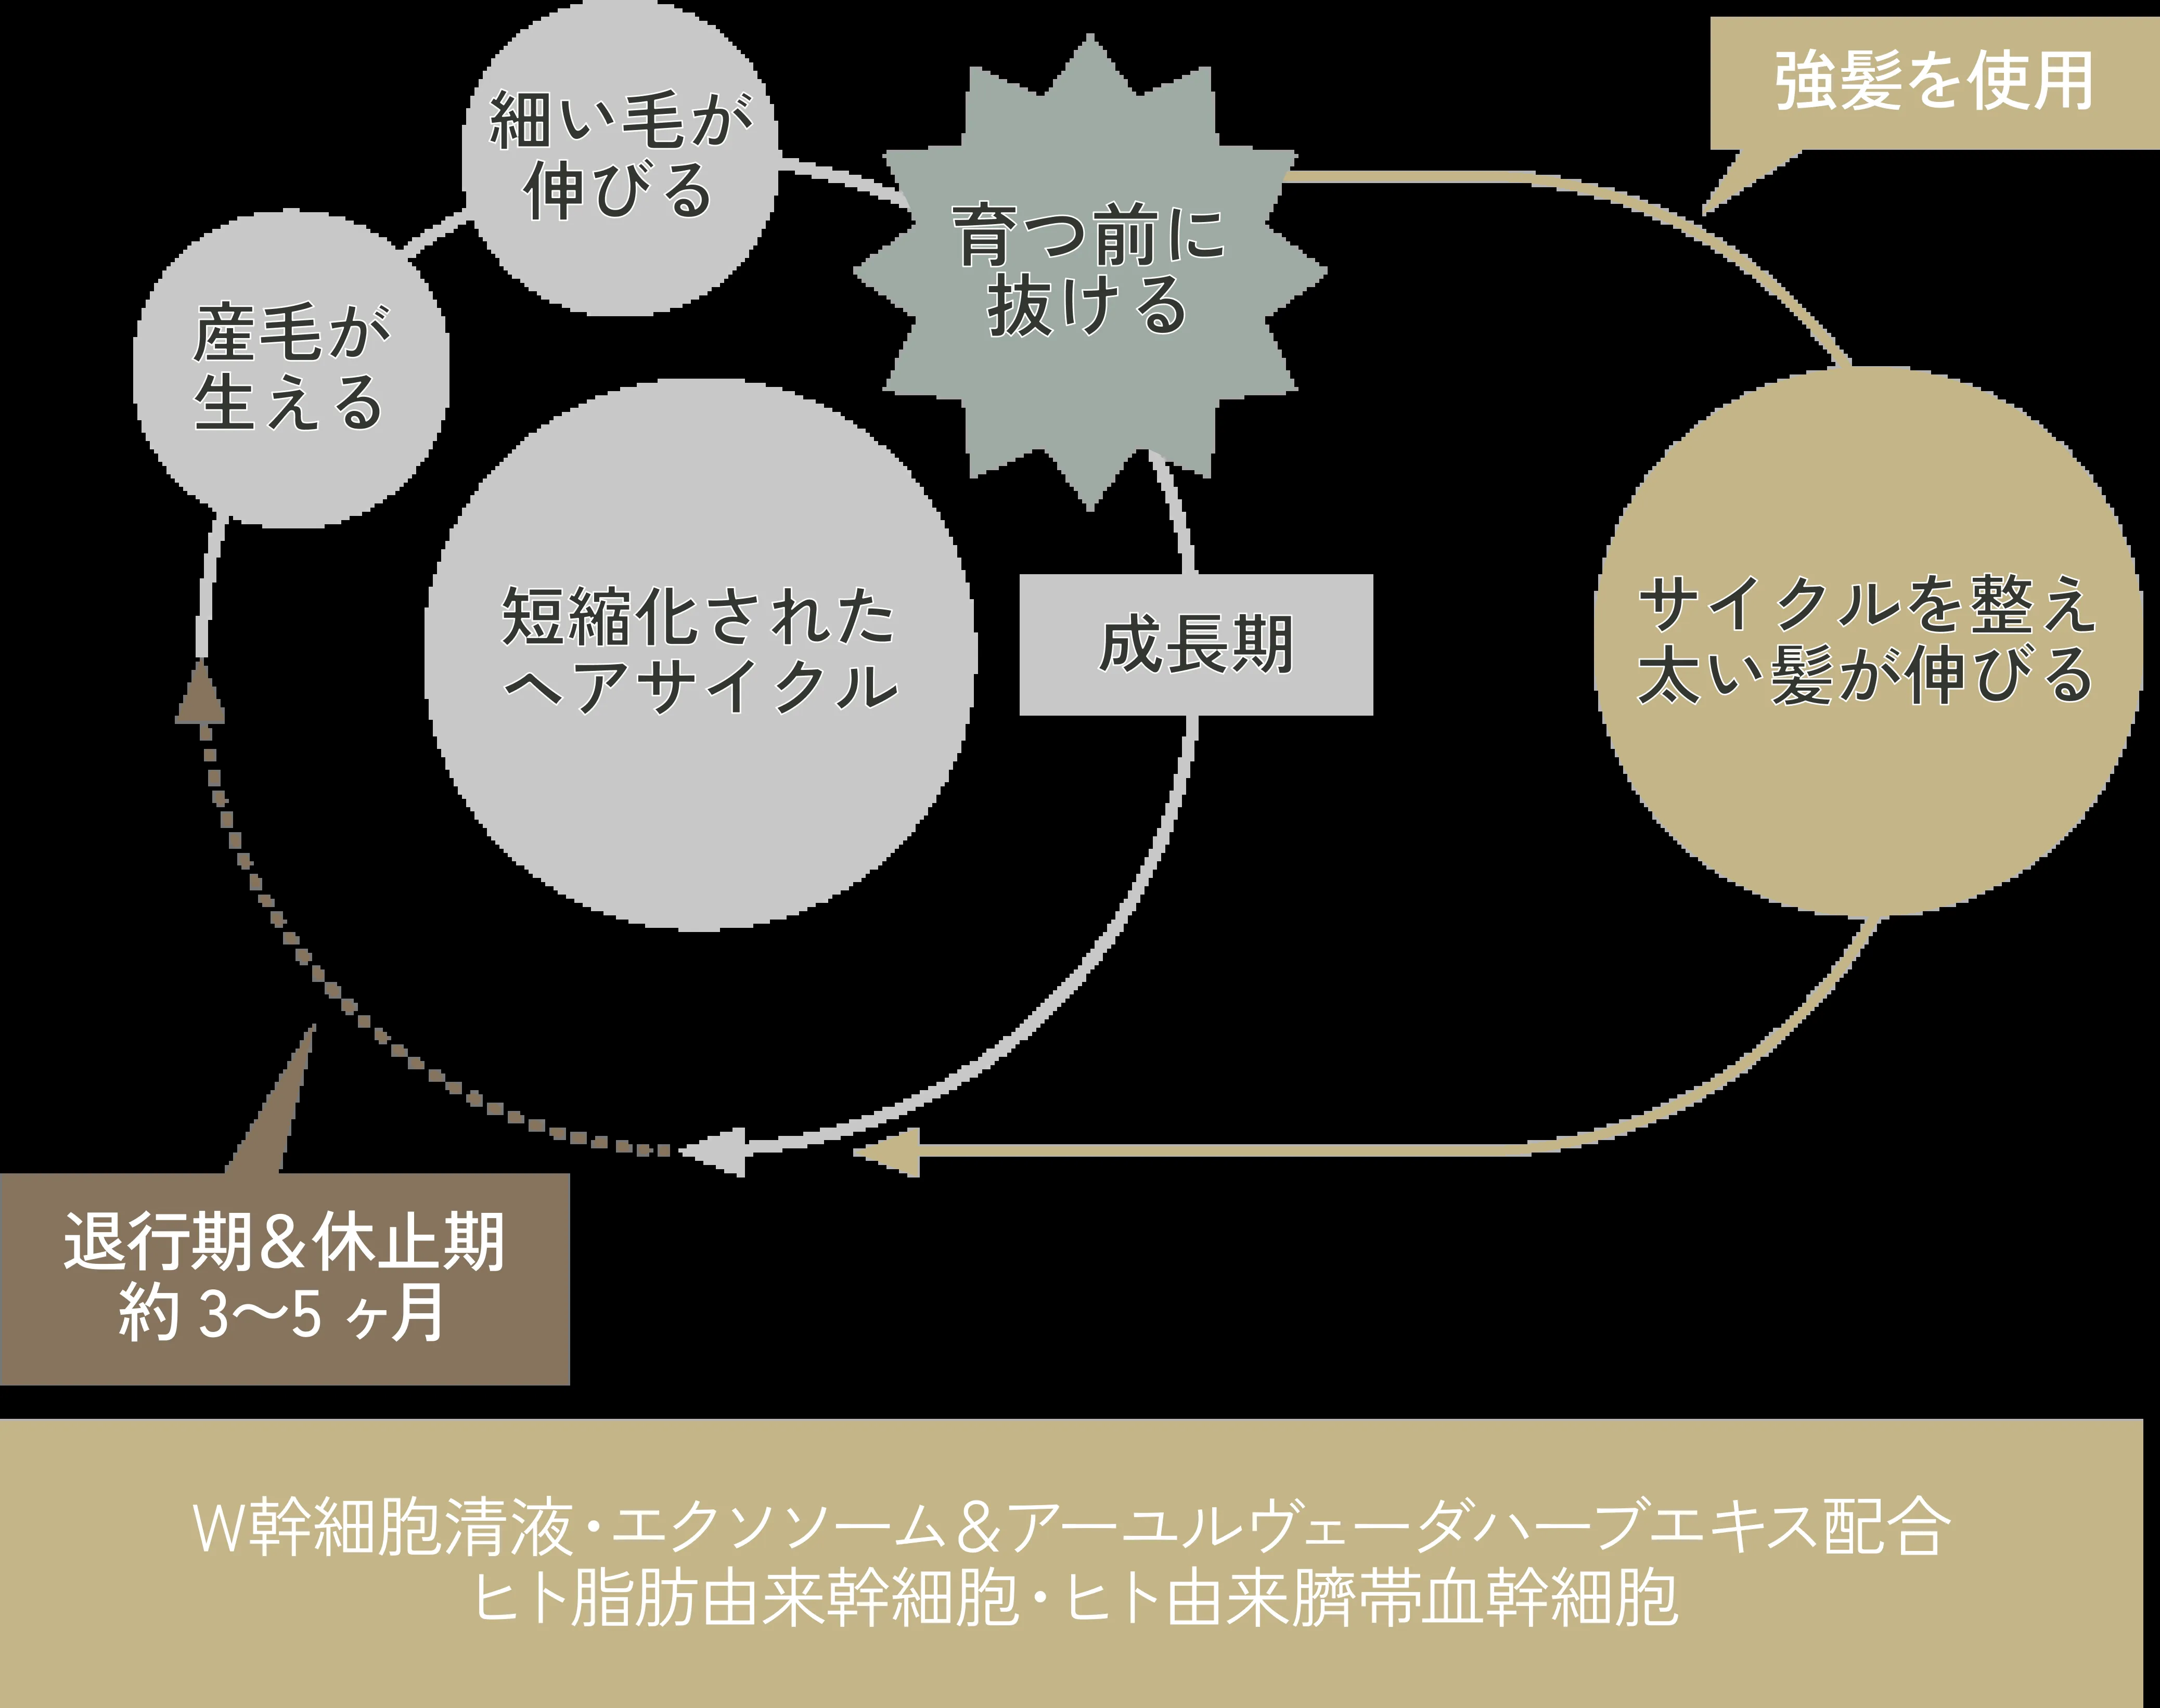 強髪を使用
細い毛が
伸びる
育つ前に
抜ける
産毛が
生える
短縮化された
ヘアサイクル
成長期
サイクルを整え
太い髪が伸びる
退行期&休止期
約 3〜5 ヶ月
W幹細胞清液・エクソソーム&アーユルヴェーダハーブエキス配合
ヒト脂肪由来幹細胞・ヒト由来臍帯血幹細胞